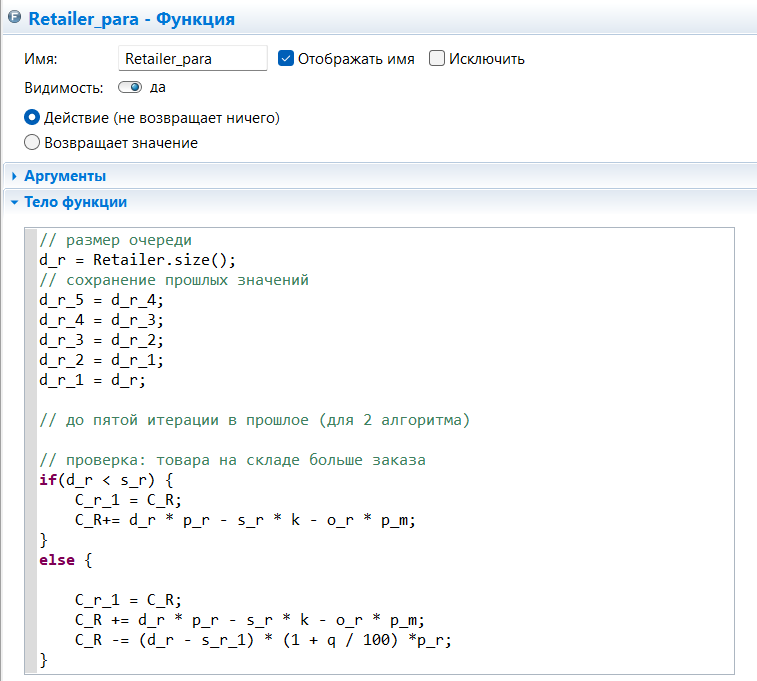 Retailer_para - Функция
Имя: Retailer_para Отображать имя Исключить
Видимость: да
Действие (не возвращает ничего)
Возвращает значение
Аргументы
Тело функции
// размер очереди
d_r = Retailer.size();
// сохранение прошлых значений
d_r_5 = d_r_4;
d_r_4 = d_r_3;
d_r_3 = d_r_2;
d_r_2 = d_r_1;
d_r_1 = d_r;
// до пятой итерации в прошлое (для 2 алгоритма)
// проверка: товара на складе больше заказа
if(d_r < s_r) {
    C_r_1 = C_R;
    C_R+= d_r * p_r - s_r * k - o_r * p_m;
}
else {
    C_r_1 = C_R;
    C_R += d_r * p_r - s_r * k - o_r * p_m;
    C_R -= (d_r - s_r_1) * (1 + q / 100) *p_r;
}